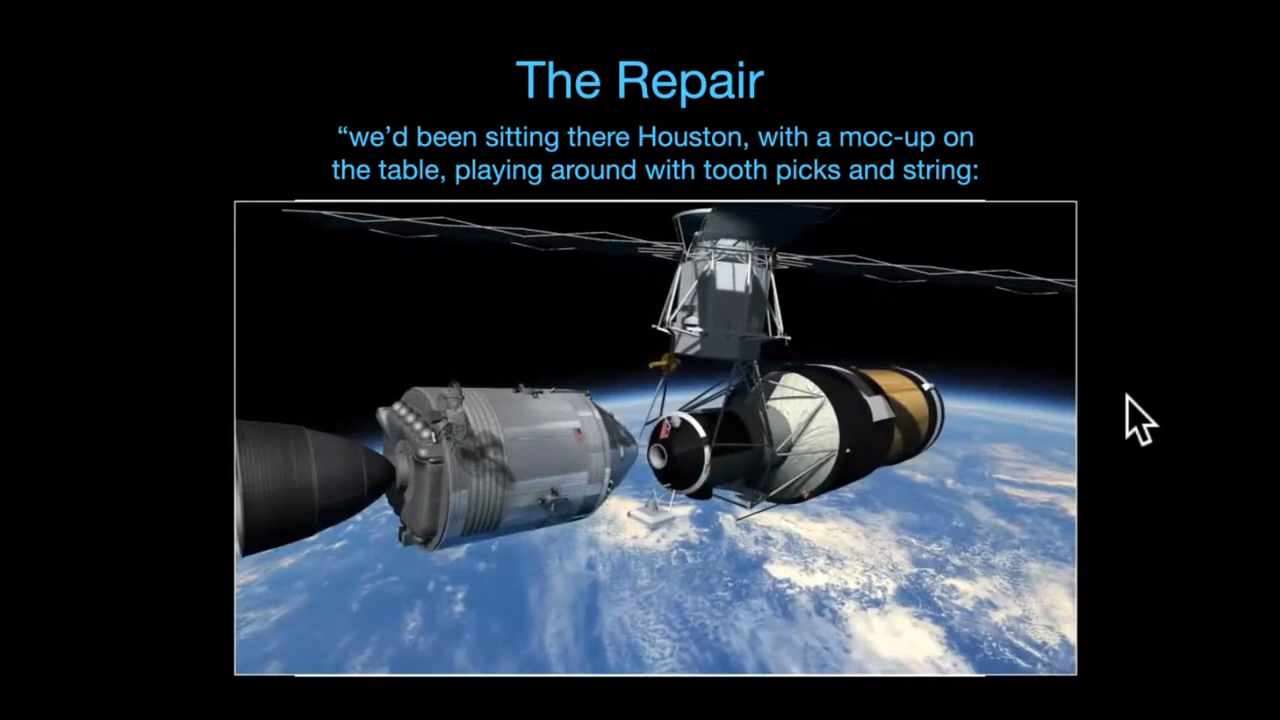 The Repair
“we’d been sitting there Houston, with a moc-up on
the table, playing around with tooth picks and string: